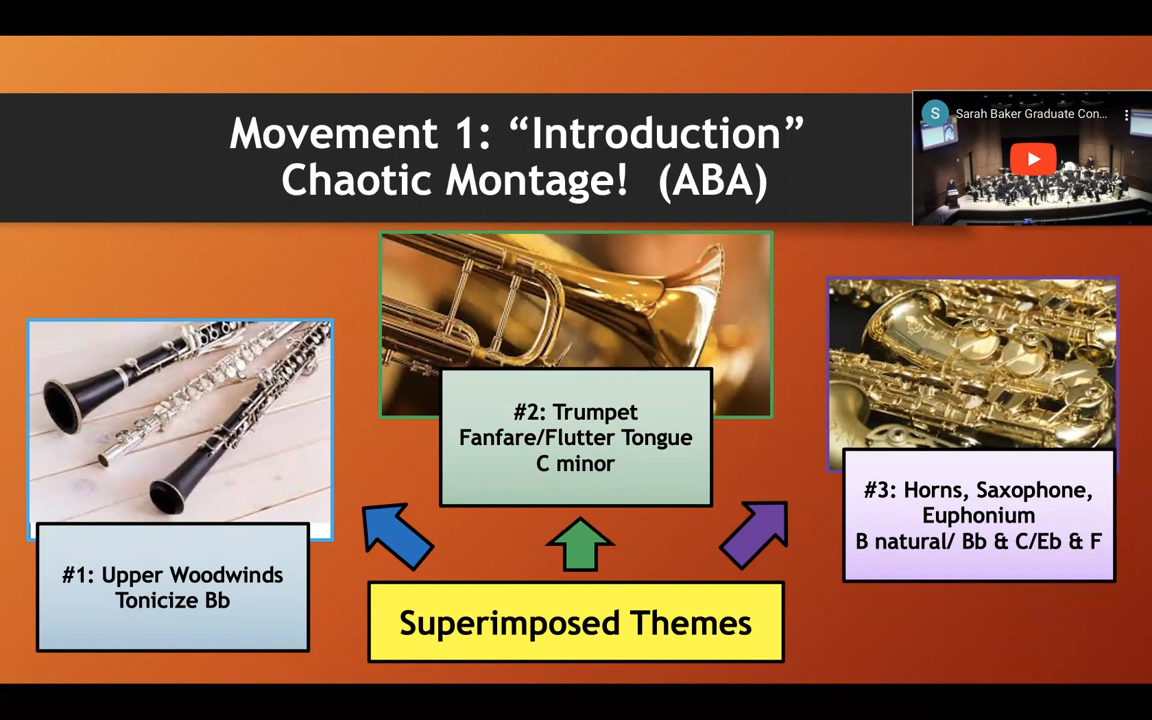 Movement 1: “Introduction”
Chaotic Montage! (ABA)
S
Sarah Baker Graduate Con...
#2: Trumpet
Fanfare/Flutter Tongue
C minor
#3: Horns, Saxophone,
Euphonium
B natural/ Bb & C/Eb & F
#1: Upper Woodwinds
Tonicize Bb
Superimposed Themes